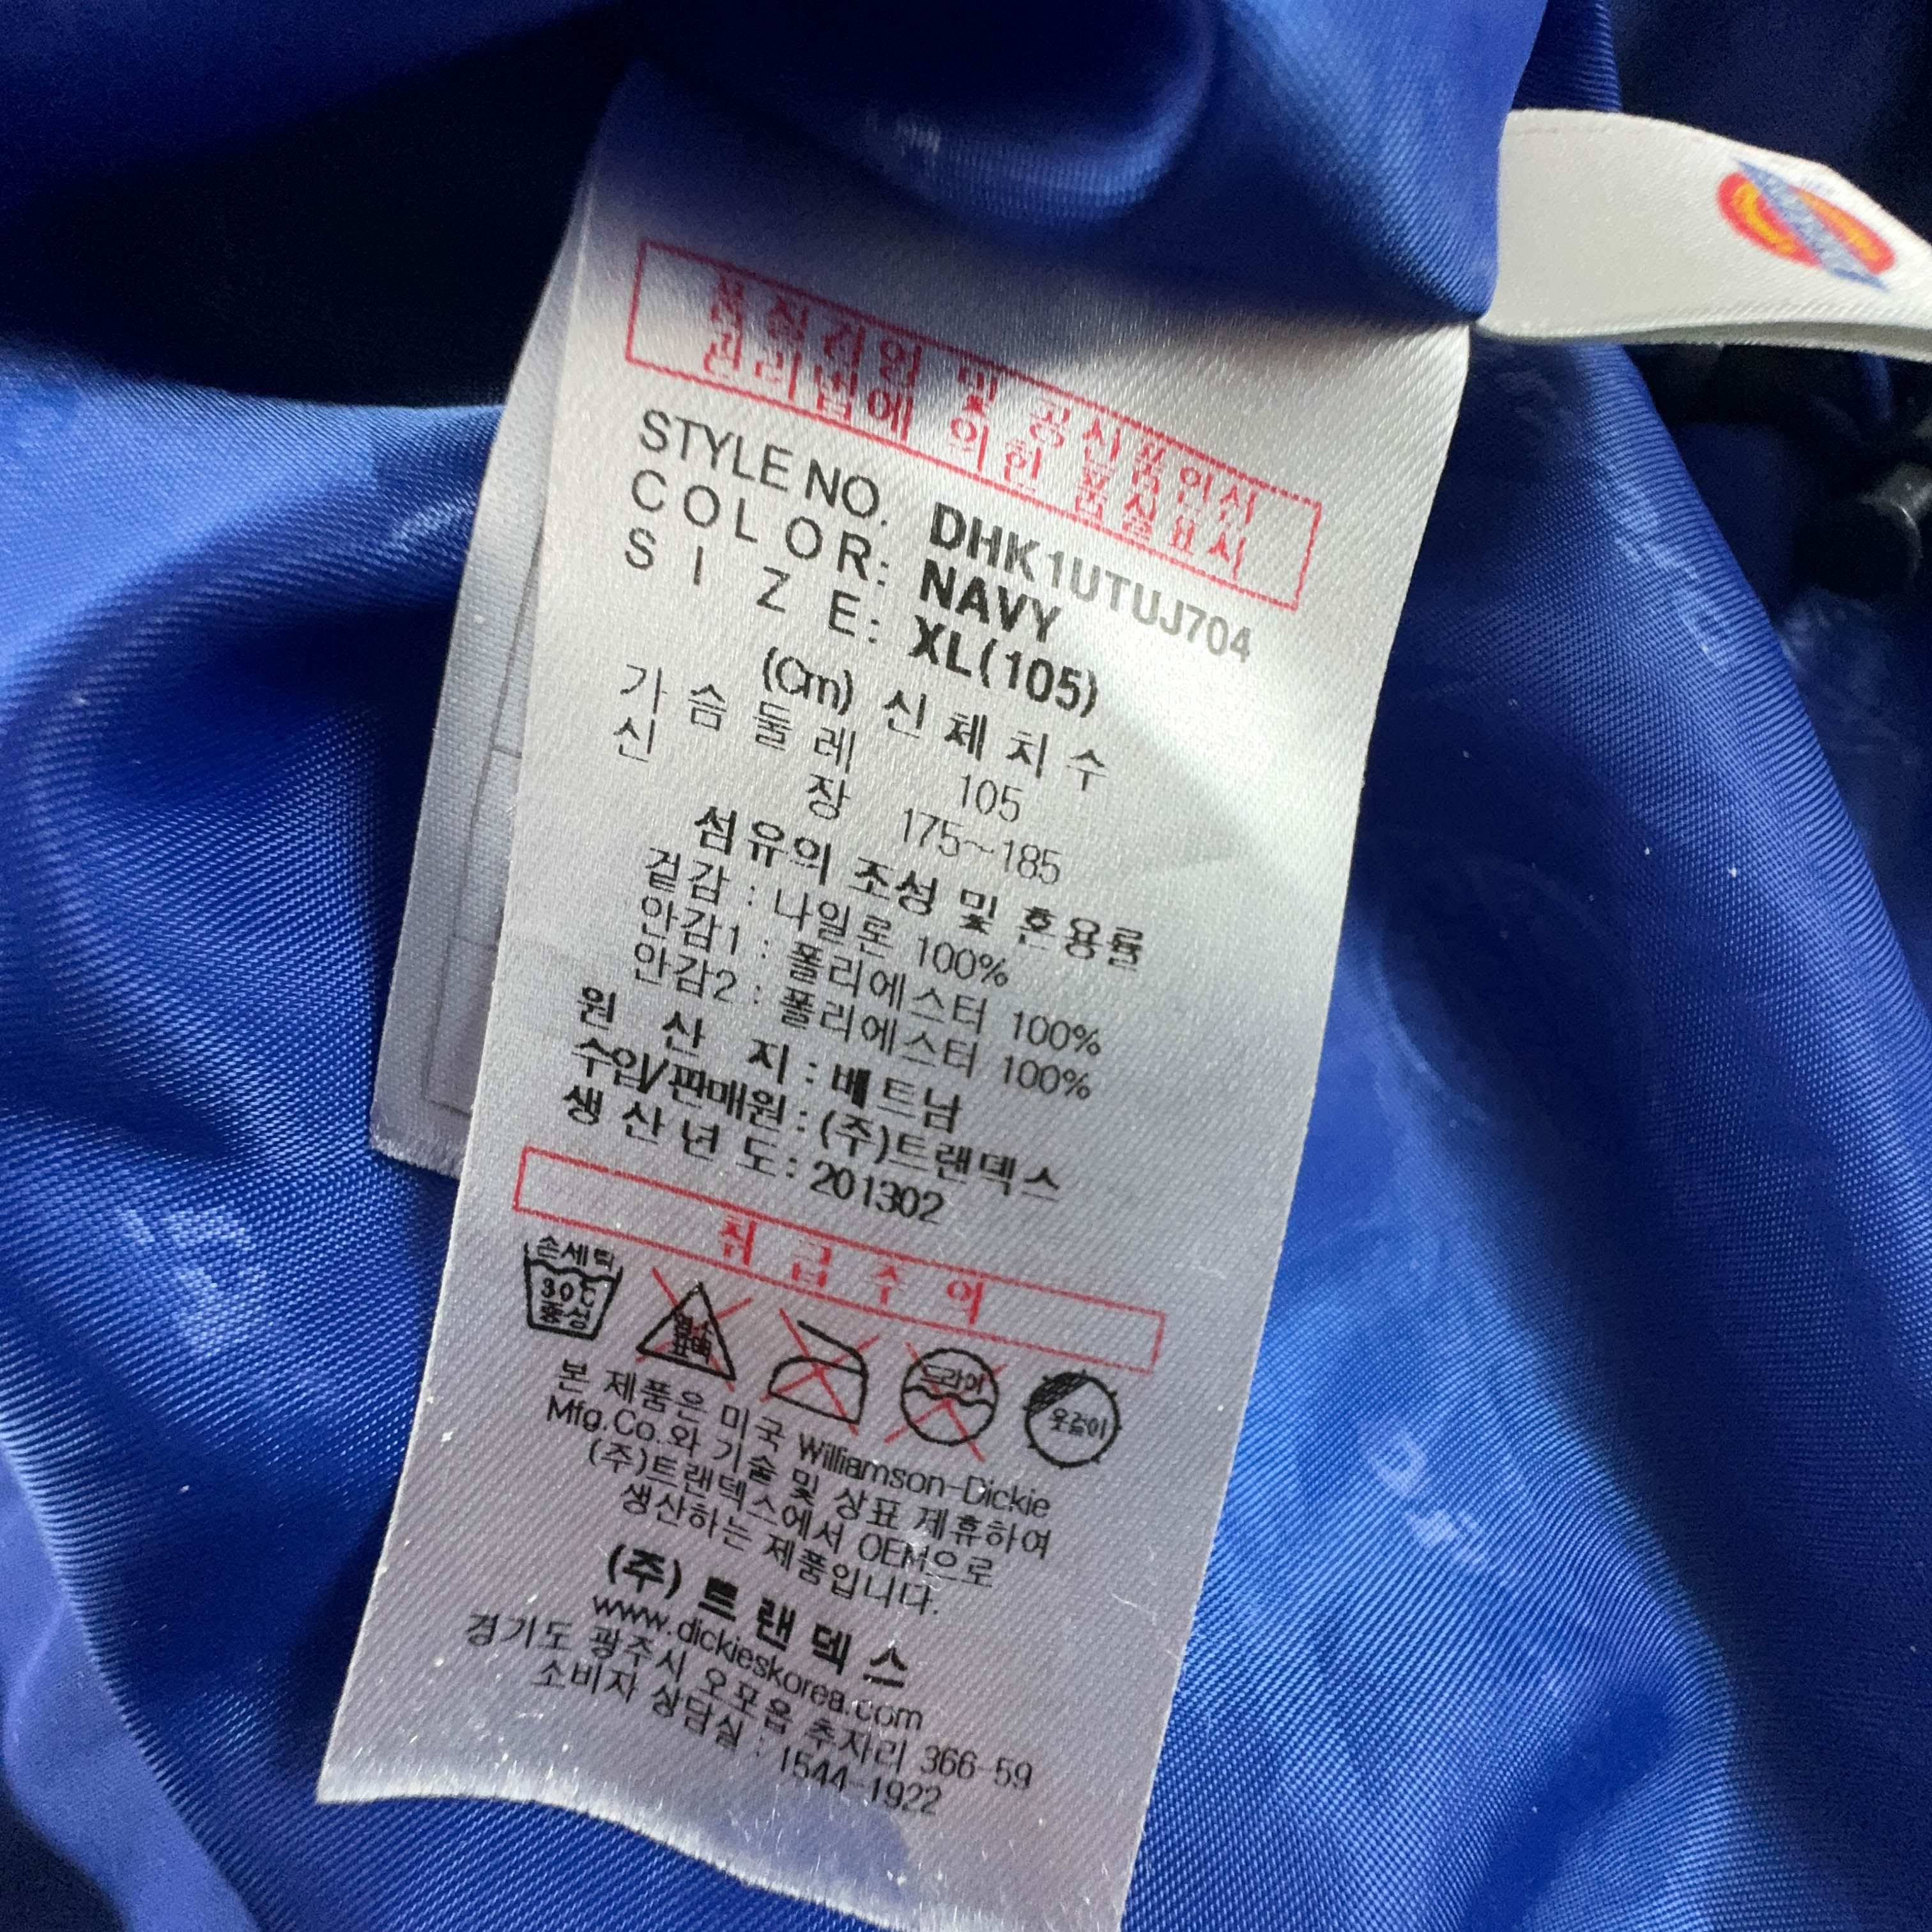 품질경영 및 공산품안전
관리법에 의한 품질표시
STYLE NO. DHK1UTUJ704
COLOR: NAVY
SIZE: XL(105)
(Cm) 신체치수
가슴둘레 105
신장 175~185
섬유의 조성 및 혼용률
겉감 : 나일론 100%
안감1 : 폴리에스터 100%
안감2 : 폴리에스터 100%
원산지 : 베트남
수입/판매원 : (주)트랜덱스
생산년도: 201302
취급주의
손세탁
30℃
중성
드라이
옷걸이
본 제품은 미국 Williamson-Dickie
Mfg.Co.와 기술 및 상표 제휴하여
(주)트랜덱스에서 OEM으로
생산하는 제품입니다.
(주)트랜덱스
www.dickieskorea.com
경기도 광주시 오포읍 추자리 366-59
소비자 상담실 : 1544-1922